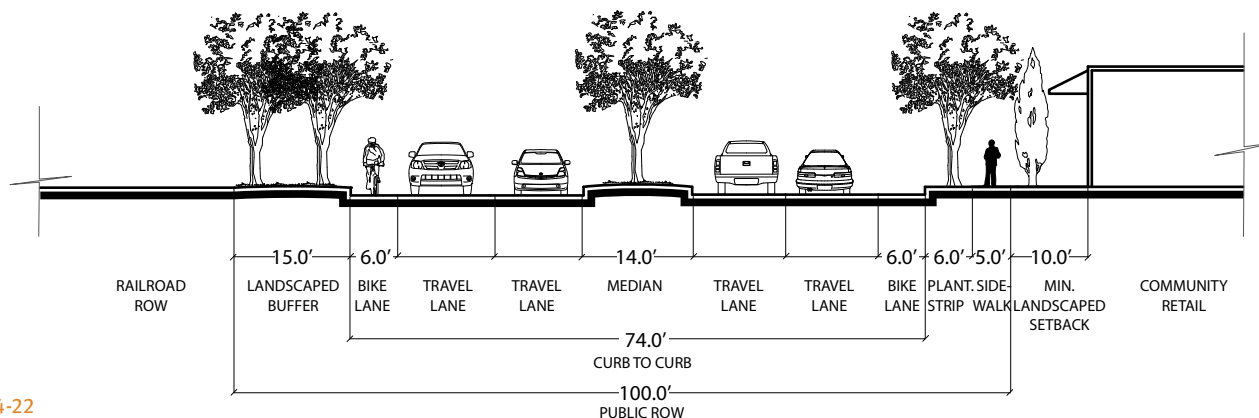 15.0' 6.0' 14.0' 6.0' 6.0' 5.0' 10.0'
RAILROAD
ROW
LANDSCAPED
BUFFER
BIKE
LANE
TRAVEL
LANE
TRAVEL
LANE
MEDIAN
TRAVEL
LANE
TRAVEL
LANE
BIKE
LANE
PLANT.
STRIP
SIDE-
WALK
MIN.
LANDSCAPED
SETBACK
COMMUNITY
RETAIL
74.0'
CURB TO CURB
100.0'
PUBLIC ROW
4-22